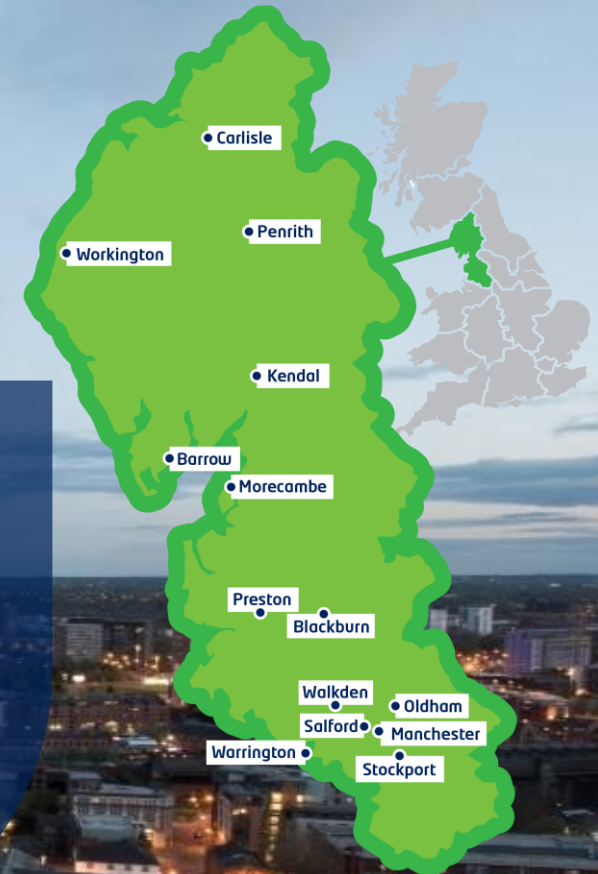 Carlisle
Penrith
Workington
Kendal
Barrow
Morecambe
Preston
Blackburn
Walkden
Oldham
Salford
Manchester
Warrington
Stockport